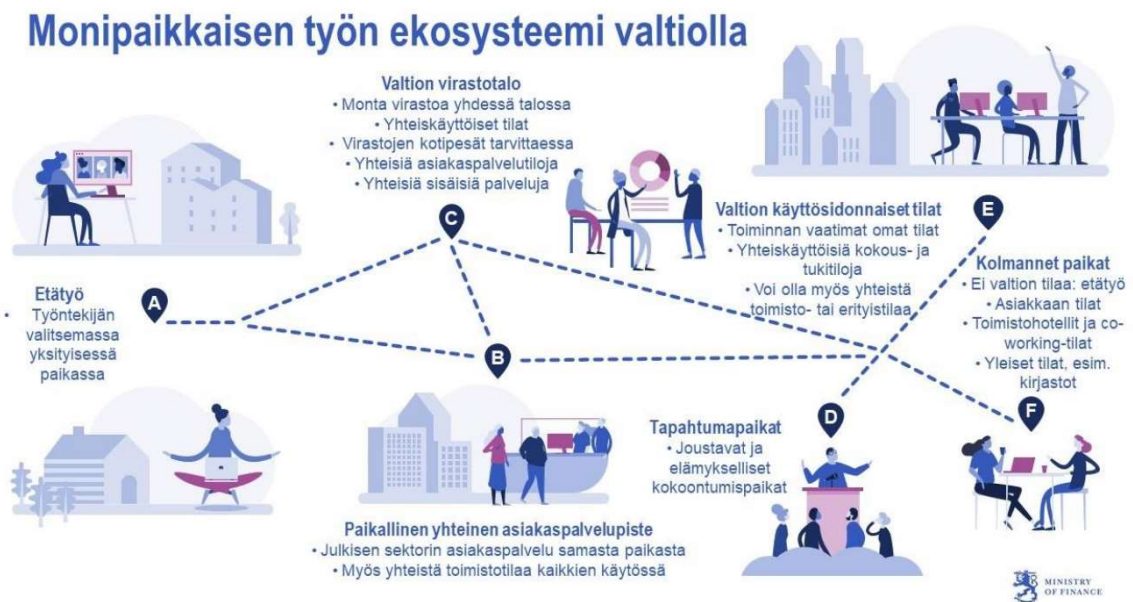 Monipaikkaisen työn ekosysteemi valtiolla
Valtion virastotalo
• Monta virastoa yhdessä talossa
• Yhteiskäyttöiset tilat
• Virastojen kotipesät tarvittaessa
• Yhteisiä asiakaspalvelutiloja
• Yhteisiä sisäisiä palveluja
C
Valtion käyttösidonnaiset tilat
• Toiminnan vaatimat omat tilat
• Yhteiskäyttöisiä kokous- ja
tukitiloja
• Voi olla myös yhteistä
toimisto- tai erityistilaa
E
Kolmannet paikat
• Ei valtion tilaa: etätyö
• Asiakkaan tilat
• Toimistohotellit ja co-
working-tilat
• Yleiset tilat, esim.
kirjastot
F
Etätyö
• Työntekijän
valitsemassa
yksityisessä
paikassa
A
B
Paikallinen yhteinen asiakaspalvelupiste
• Julkisen sektorin asiakaspalvelu samasta paikasta
• Myös yhteistä toimistotilaa kaikkien käytössä
D
Tapahtumapaikat
• Joustavat ja
elämykselliset
kokoontumispaikat
MINISTRY
OF FINANCE